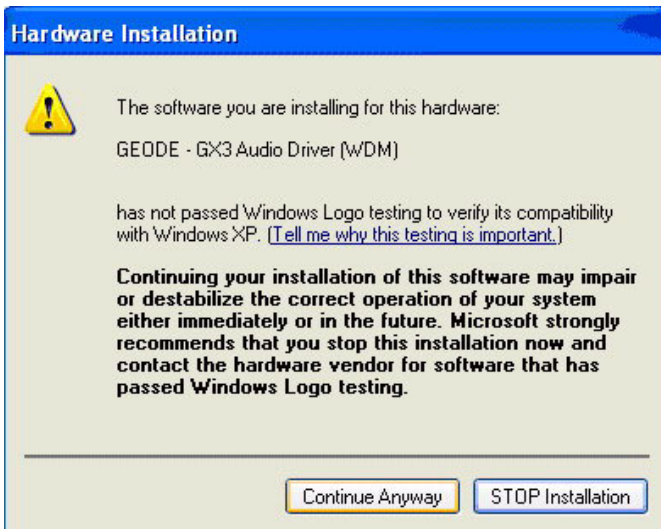 Hardware Installation
The software you are installing for this hardware:
GEODE - GX3 Audio Driver (WDM)
has not passed Windows Logo testing to verify its compatibility
with Windows XP. (Tell me why this testing is important.)
Continuing your installation of this software may impair
or destabilize the correct operation of your system
either immediately or in the future. Microsoft strongly
recommends that you stop this installation now and
contact the hardware vendor for software that has
passed Windows Logo testing.
Continue Anyway
STOP Installation